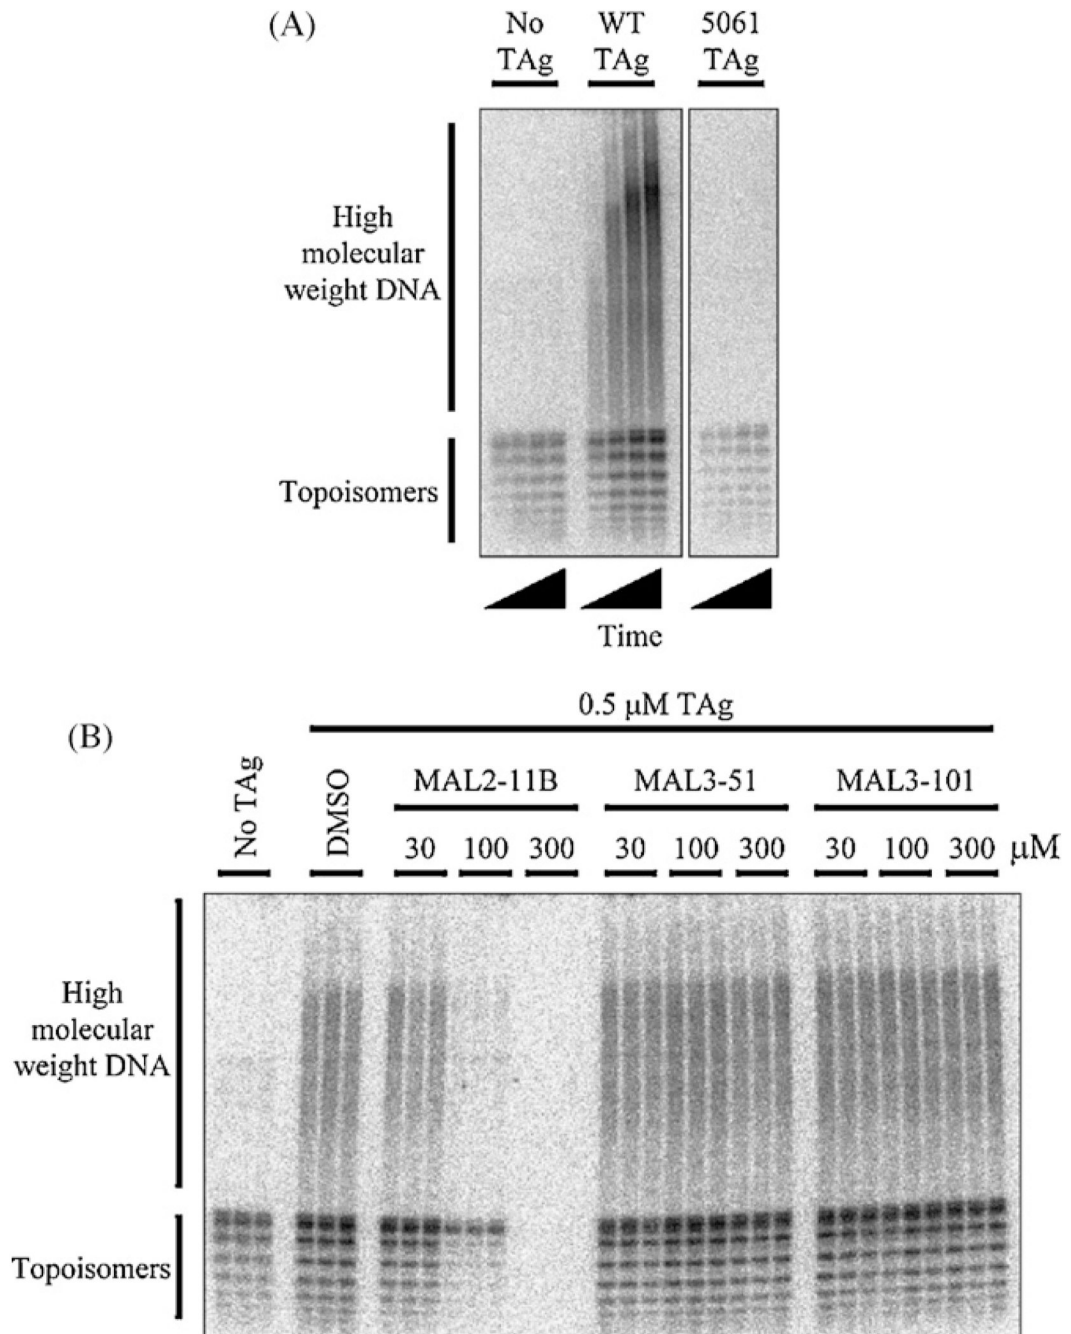 (A)
No WT 5061
TAg TAg TAg
High
molecular
weight DNA
Topoisomers
Time
(B)
0.5 μM TAg
No TAg
DMSO
MAL2-11B MAL3-51 MAL3-101
30 100 300 30 100 300 30 100 300 μM
High
molecular
weight DNA
Topoisomers